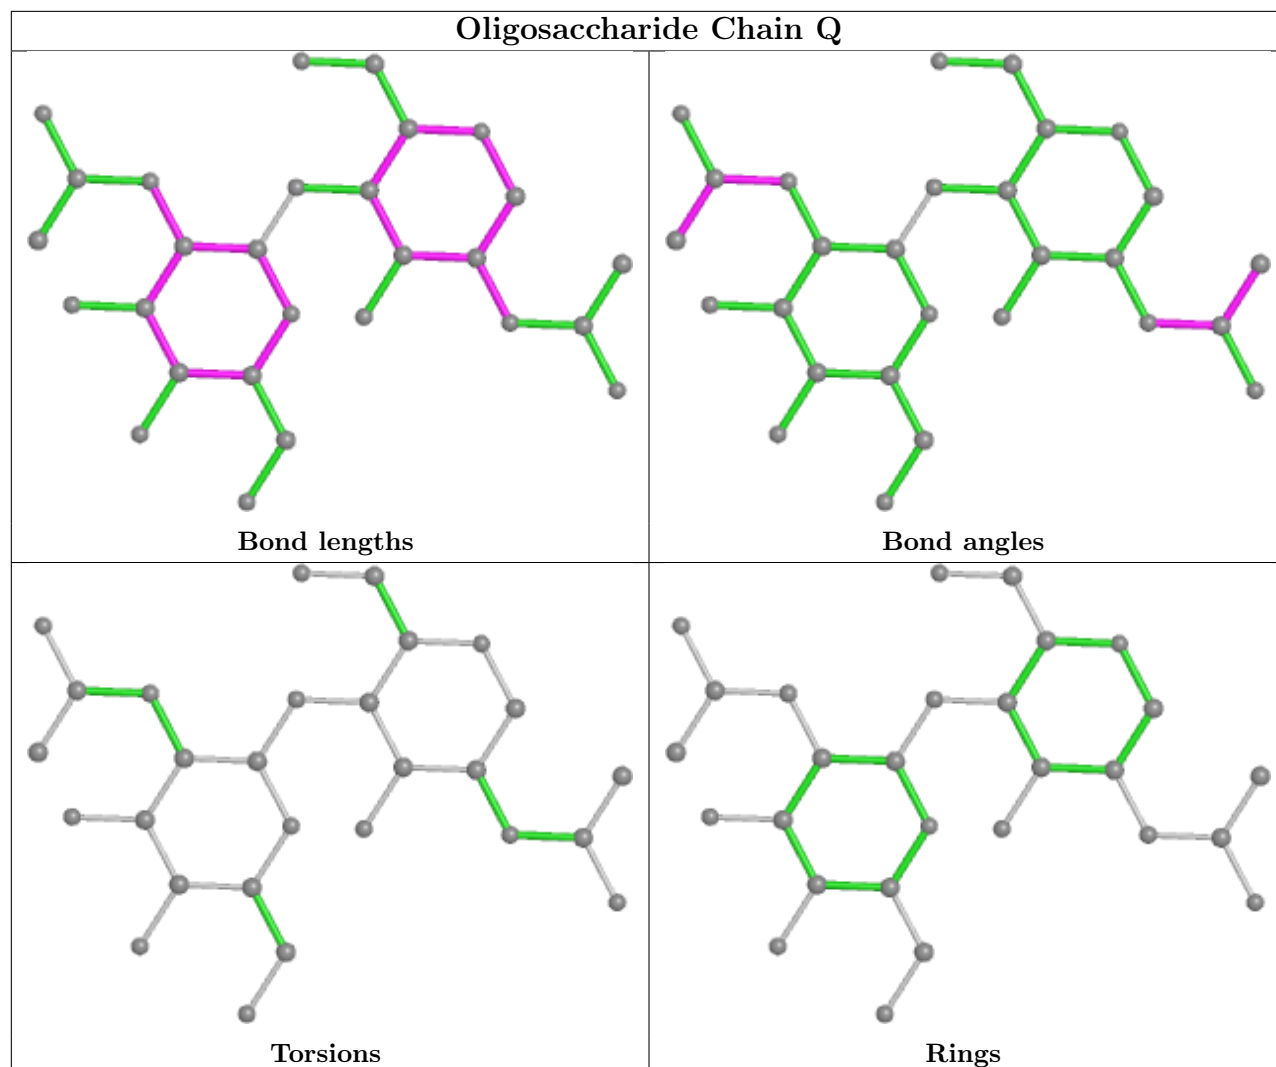 Oligosaccharide Chain Q
Bond lengths
Bond angles
Torsions
Rings